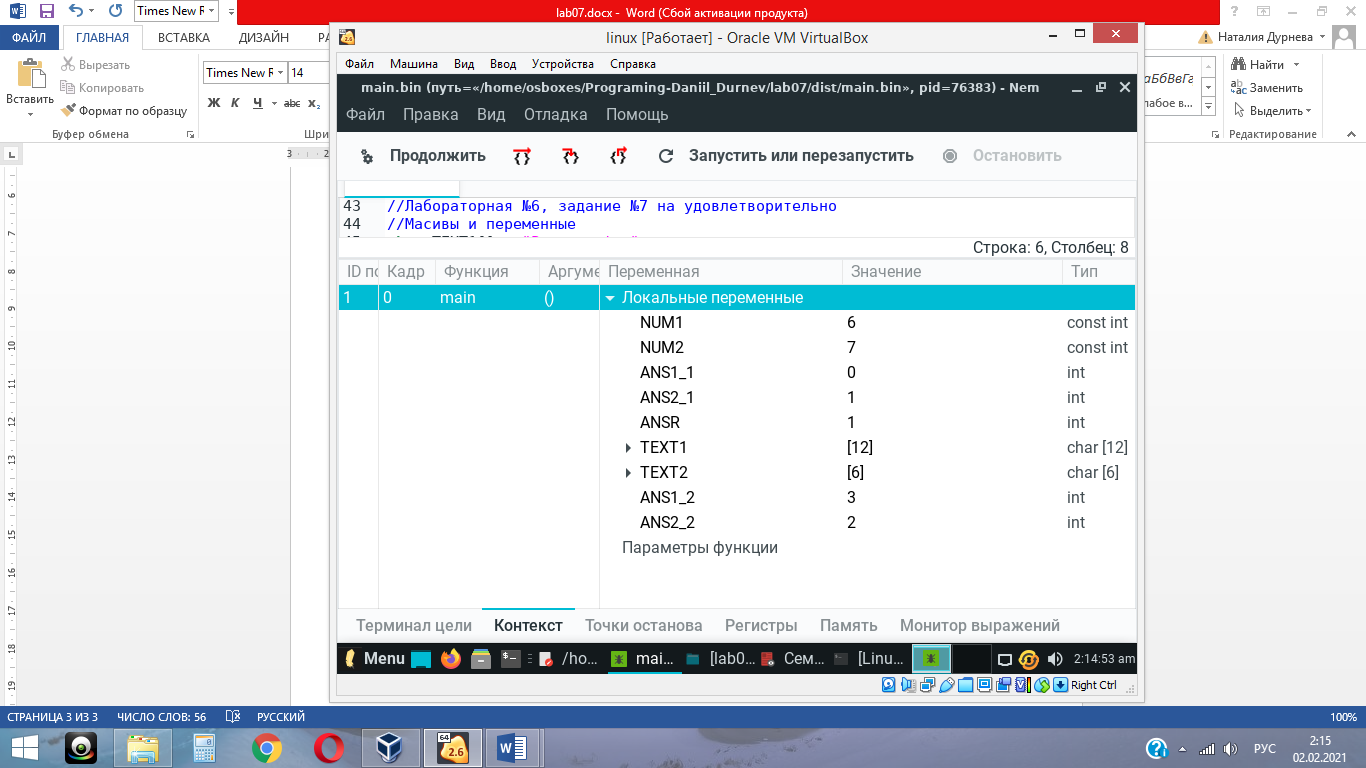 Times New R
lab07.docx - Word (Сбой активации продукта)
ФАЙЛ ГЛАВНАЯ ВСТАВКА ДИЗАЙН
Наталия Дурнева
Вставить
Вырезать
Копировать
Формат по образцу
Буфер обмена
Times New R 14
Ж К Ч abc x₂
Найти
Заменить
Выделить
Редактирование
linux [Работает] - Oracle VM VirtualBox
Файл Машина Вид Ввод Устройства Справка
main.bin (путь=«/home/osboxes/Programing-Daniil_Durnev/lab07/dist/main.bin», pid=76383) - Nem
Файл Правка Вид Отладка Помощь
Продолжить Запустить или перезапустить Остановить
43 //Лабораторная №6, задание №7 на удовлетворительно
44 //Масивы и переменные
Строка: 6, Столбец: 8
ID по Кадр Функция Аргуме Переменная Значение Тип
1 0 main () Локальные переменные
NUM1 6 const int
NUM2 7 const int
ANS1_1 0 int
ANS2_1 1 int
ANSR 1 int
TEXT1 [12] char [12]
TEXT2 [6] char [6]
ANS1_2 3 int
ANS2_2 2 int
Параметры функции
Терминал цели Контекст Точки останова Регистры Память Монитор выражений
Menu /ho... mai... [lab0... Сем... [Linu... 2:14:53 am
Right Ctrl
СТРАНИЦА 3 ИЗ 3 ЧИСЛО СЛОВ: 56 РУССКИЙ 100%
64 2.6
РУС
2:15
02.02.2021